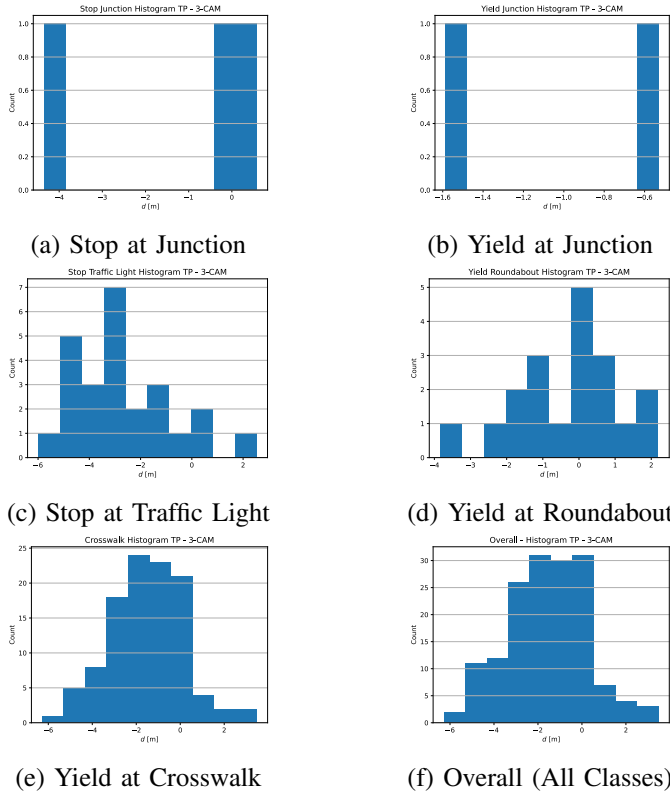 Stop Junction Histogram TP - 3-CAM
Count
1.0
0.8
0.6
0.4
0.2
0.0
−4 −3 −2 −1 0
d [m]
(a) Stop at Junction
Yield Junction Histogram TP - 3-CAM
Count
1.0
0.8
0.6
0.4
0.2
0.0
−1.6 −1.4 −1.2 −1.0 −0.8 −0.6
d [m]
(b) Yield at Junction
Stop Traffic Light Histogram TP - 3-CAM
Count
7
6
5
4
3
2
1
0
−6 −4 −2 0 2
d [m]
(c) Stop at Traffic Light
Yield Roundabout Histogram TP - 3-CAM
Count
5
4
3
2
1
0
−4 −3 −2 −1 0 1 2
d [m]
(d) Yield at Roundabout
Crosswalk Histogram TP - 3-CAM
Count
25
20
15
10
5
0
−6 −4 −2 0 2
d [m]
(e) Yield at Crosswalk
Overall - Histogram TP - 3-CAM
Count
30
25
20
15
10
5
0
−6 −4 −2 0 2
d [m]
(f) Overall (All Classes)